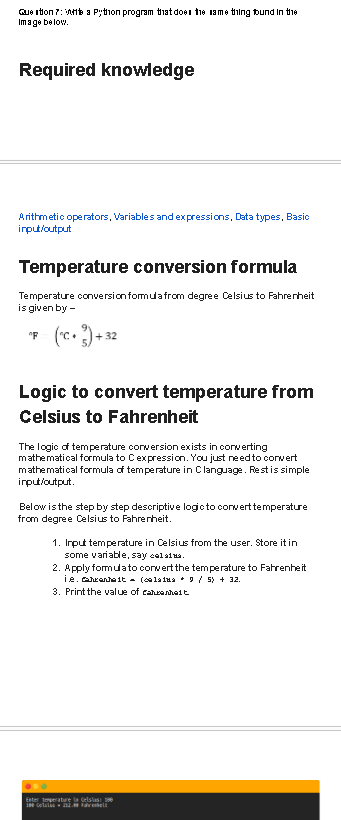 Question 7: Write a Python program that does the same thing found in the
image below.
Required knowledge
Arithmetic operators, Variables and expressions, Data types, Basic
input/output
Temperature conversion formula
Temperature conversion formula from degree Celsius to Fahrenheit
is given by –
°F = (°C * 9/5) + 32
Logic to convert temperature from
Celsius to Fahrenheit
The logic of temperature conversion exists in converting
mathematical formula to C expression. You just need to convert
mathematical formula of temperature in C language. Rest is simple
input/output.
Below is the step by step descriptive logic to convert temperature
from degree Celsius to Fahrenheit.
1. Input temperature in Celsius from the user. Store it in
some variable, say celsius.
2. Apply formula to convert the temperature to Fahrenheit
i.e. fahrenheit = (celsius * 9 / 5) + 32.
3. Print the value of fahrenheit.
Enter temperature in Celsius: 100
100 Celsius = 212.00 Fahrenheit